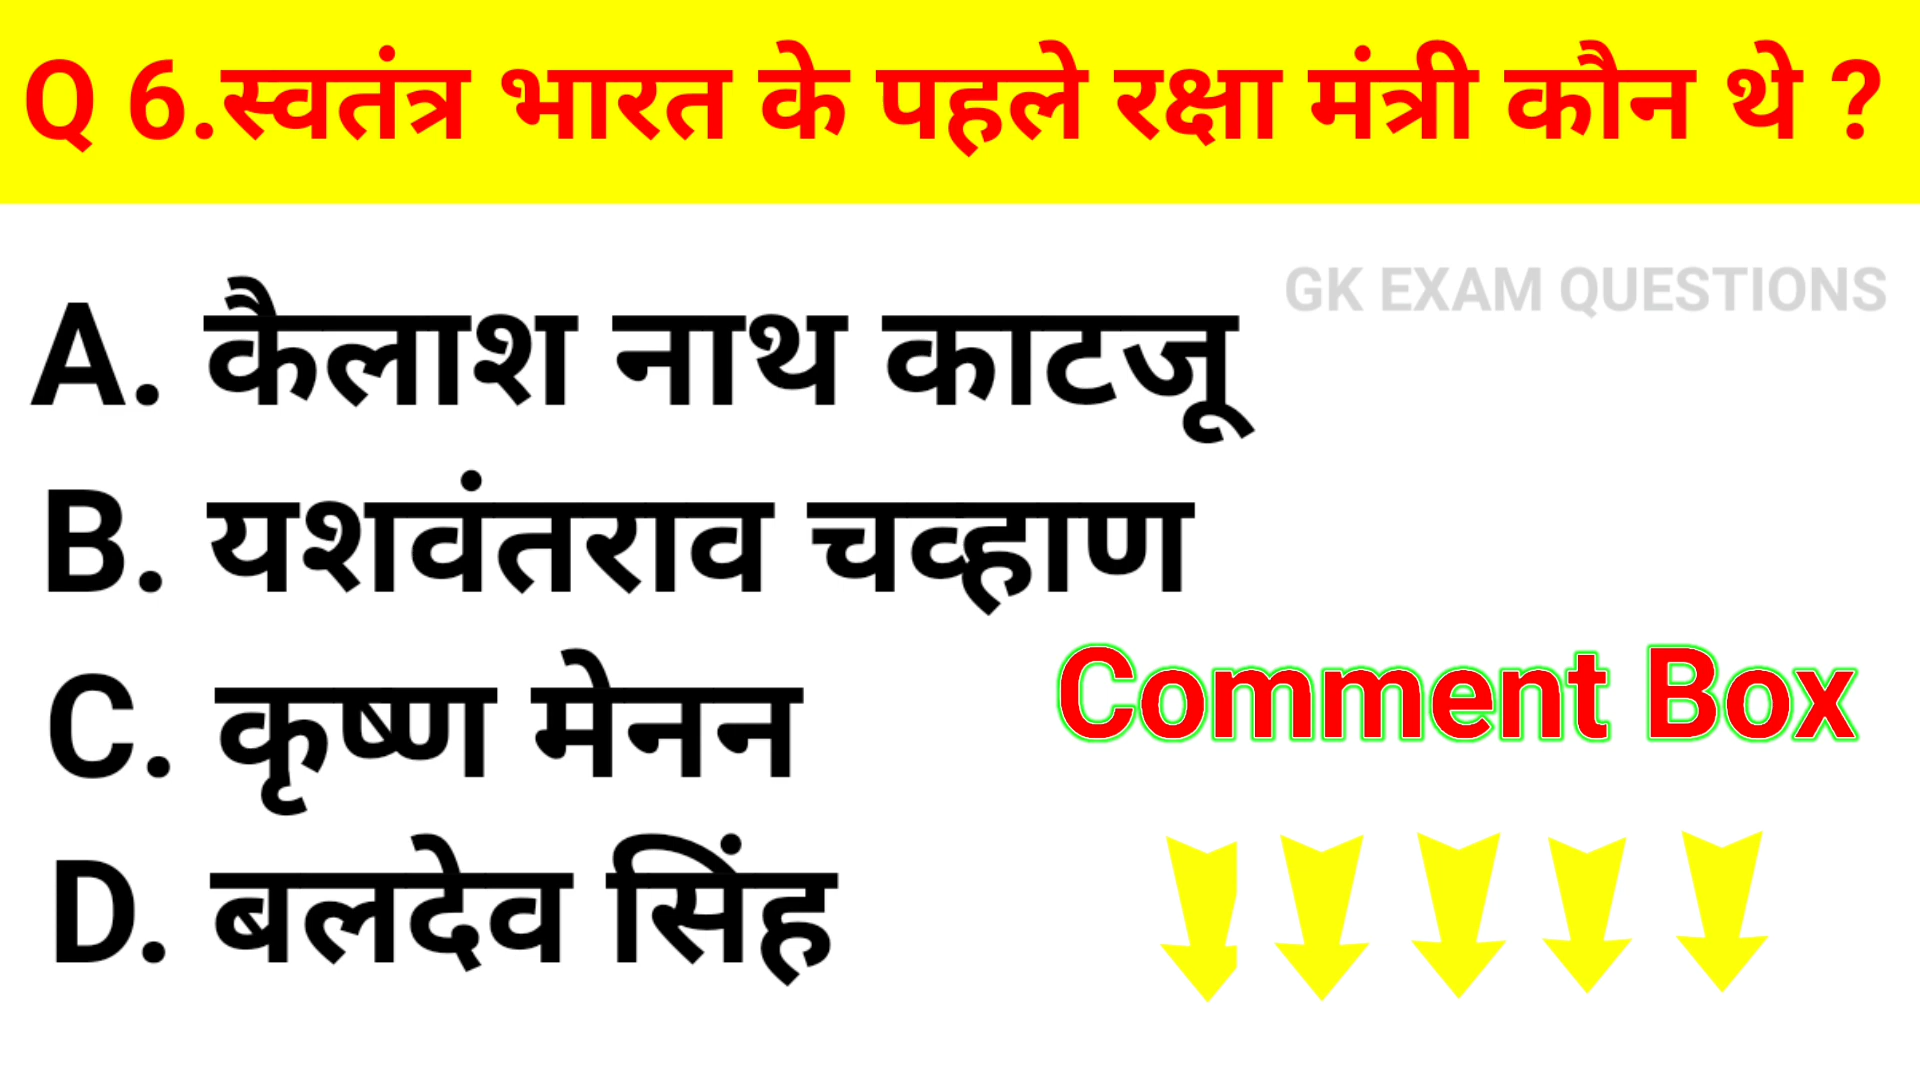 Q 6.स्वतंत्र भारत के पहले रक्षा मंत्री कौन थे ?
GK EXAM QUESTIONS
A. कैलाश नाथ काटजू
B. यशवंतराव चव्हाण
C. कृष्ण मेनन
Comment Box
D. बलदेव सिंह